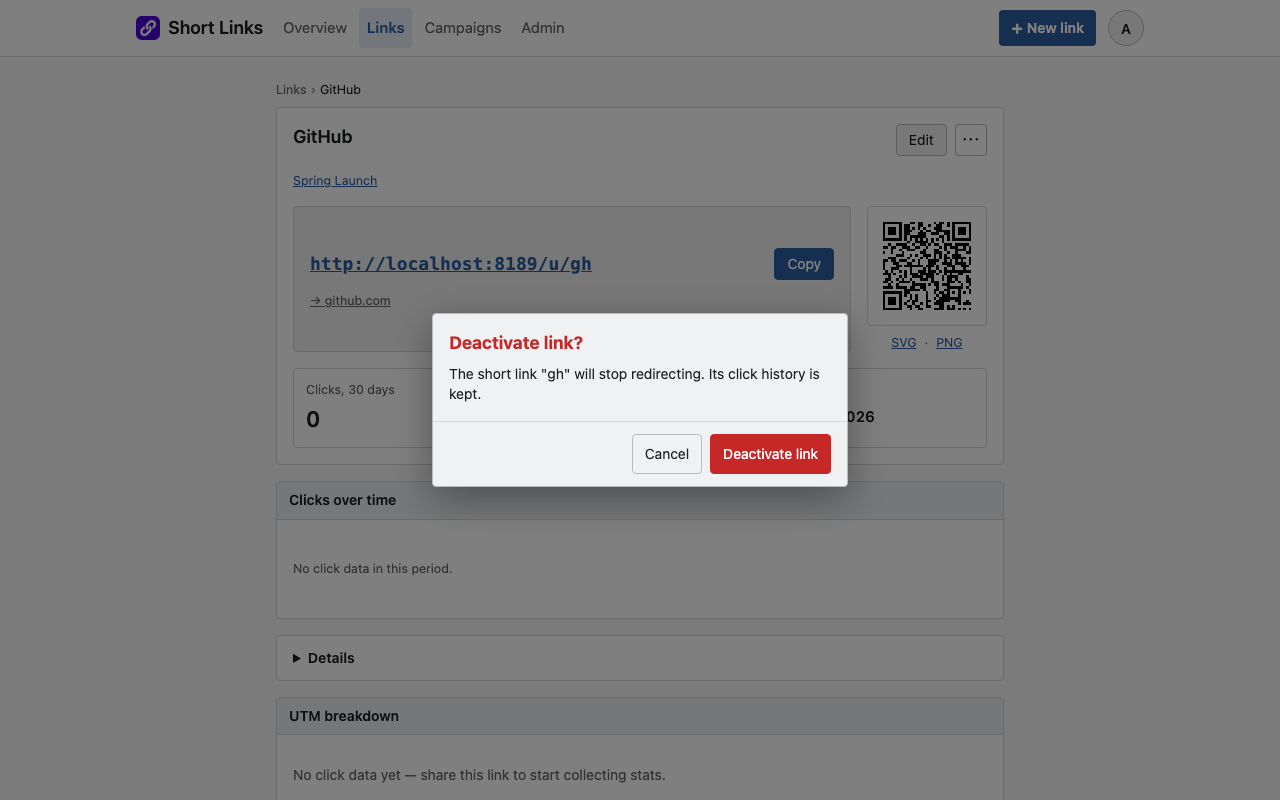 Short Links
Overview
Links
Campaigns
Admin
+ New link
A
Links › GitHub
GitHub
Edit
···
Spring Launch
http://localhost:8189/u/gh
Copy
→ github.com
SVG · PNG
Deactivate link?
The short link "gh" will stop redirecting. Its click history is
kept.
Cancel
Deactivate link
Clicks, 30 days
0
026
Clicks over time
No click data in this period.
Details
UTM breakdown
No click data yet — share this link to start collecting stats.